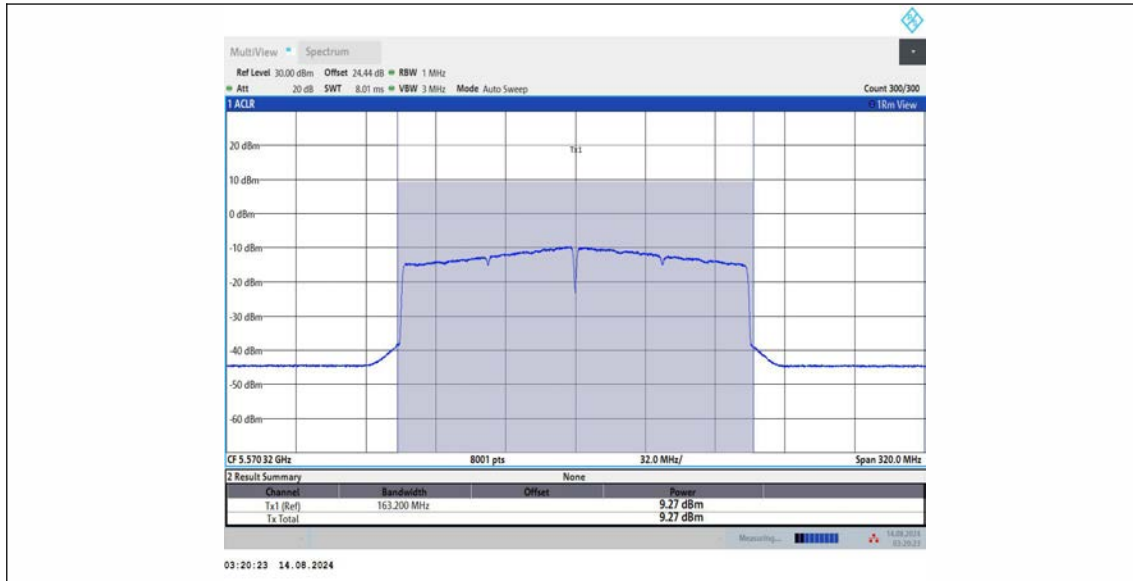 MultiView Spectrum
Ref Level 30.00 dBm Offset 24.44 dB RBW 1 MHz
Att 20 dB SWT 8.01 ms VBW 3 MHz Mode Auto Sweep Count 300/300
1 ACLR 1Rm View
20 dBm
Tx1
10 dBm
0 dBm
-10 dBm
-20 dBm
-30 dBm
-40 dBm
-50 dBm
-60 dBm
CF 5.570 32 GHz 8001 pts 32.0 MHz/ Span 320.0 MHz
2 Result Summary None
Channel Bandwidth Offset Power
Tx1 (Ref) 163.200 MHz 9.27 dBm
Tx Total 9.27 dBm
Measuring... 14.08.2024
03:20:23
03:20:23 14.08.2024